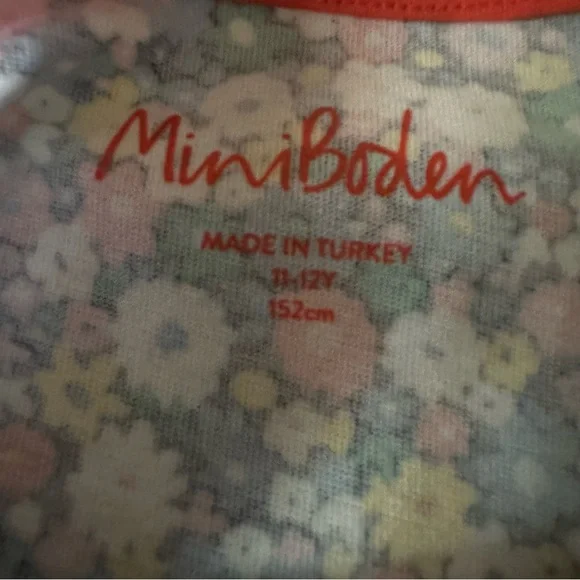 MiniBoden
MADE IN TURKEY
11-12Y
152cm